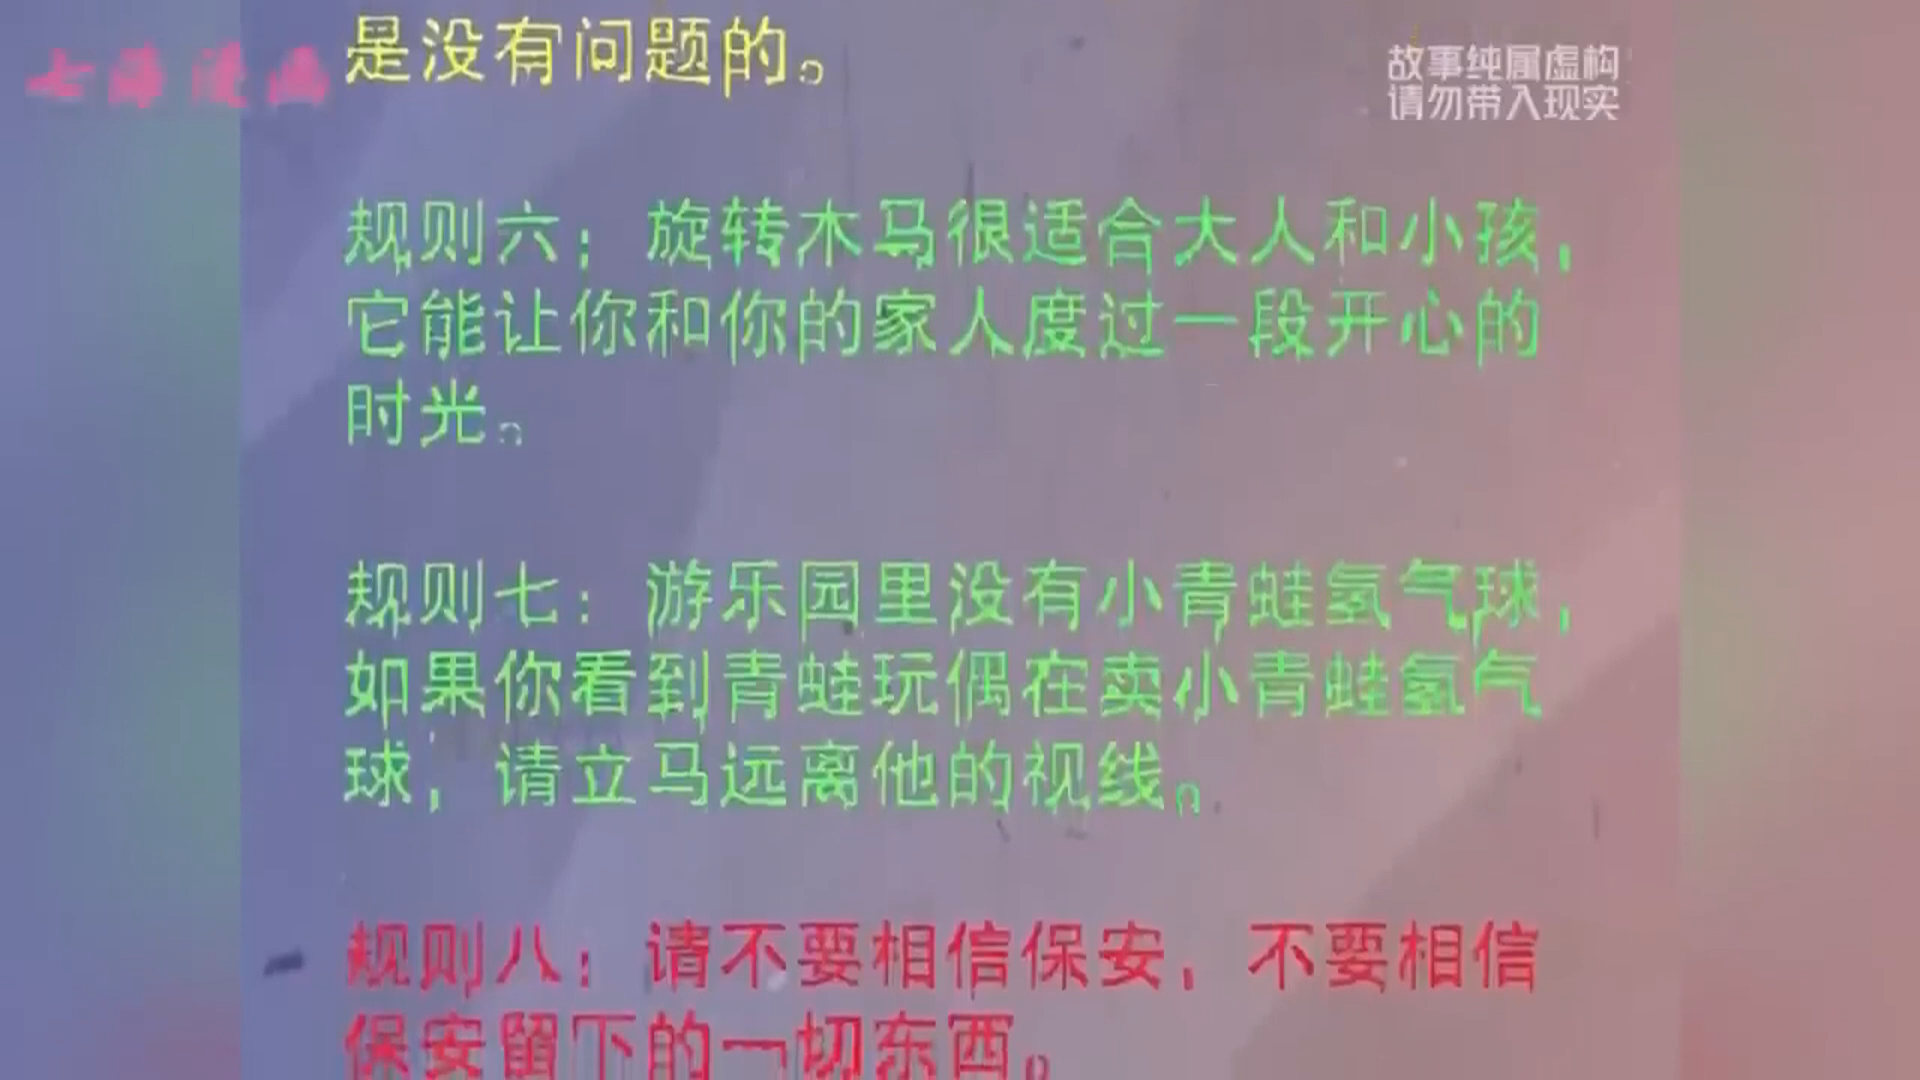 是没有问题的。
七海漫画
故事纯属虚构
请勿带入现实
规则六：旋转木马很适合大人和小孩，
它能让你和你的家人度过一段开心的
时光。
规则七：游乐园里没有小青蛙氢气球，
如果你看到青蛙玩偶在卖小青蛙氢气
球，请立马远离他的视线。
规则八：请不要相信保安，不要相信
保安留下的一切东西。